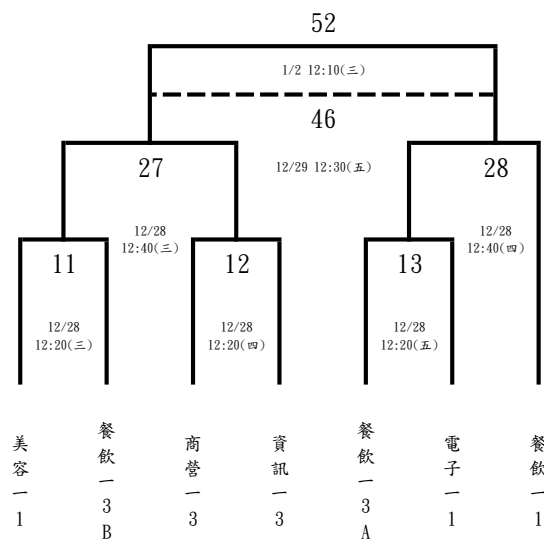 52
1/2 12:10(三)
46
12/29 12:30(五)
27
28
12/28
12:40(三)
12/28
12:40(四)
11
12
13
12/28
12:20(三)
12/28
12:20(四)
12/28
12:20(五)
美容一1
餐飲一3B
商營一3
資訊一3
餐飲一3A
電子一1
餐飲一1